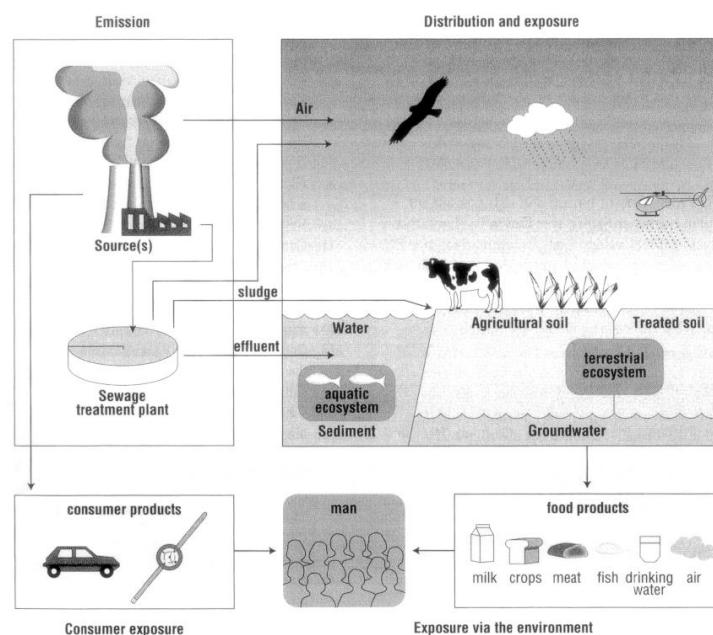 Emission
Distribution and exposure
Air
Source(s)
sludge
effluent
Sewage
treatment plant
Water
aquatic
ecosystem
Sediment
Agricultural soil
Treated soil
terrestrial
ecosystem
Groundwater
consumer products
man
food products
milk
crops
meat
fish
drinking
water
air
Consumer exposure
Exposure via the environment